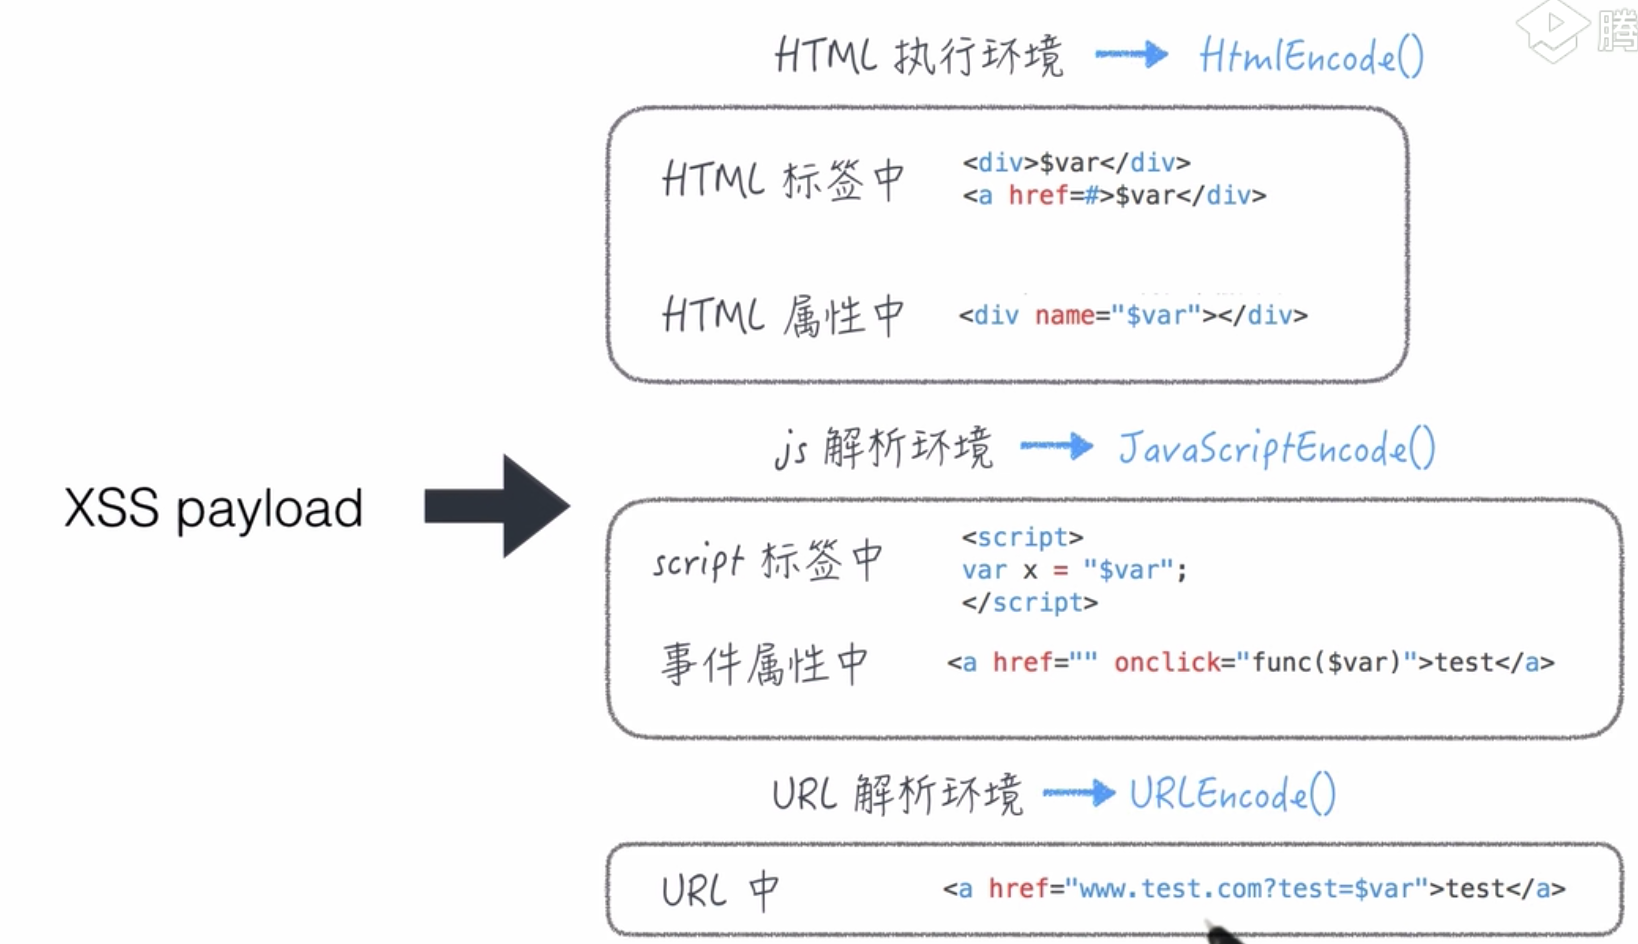 腾
HTML 执行环境 HtmlEncode()
HTML 标签中
<div>$var</div>
<a href=#>$var</div>
HTML 属性中 <div name="$var"></div>
js 解析环境 JavaScriptEncode()
XSS payload
script 标签中
<script>
var x = "$var";
</script>
事件属性中 <a href="" onclick="func($var)">test</a>
URL 解析环境 URLEncode()
URL 中 <a href="www.test.com?test=$var">test</a>